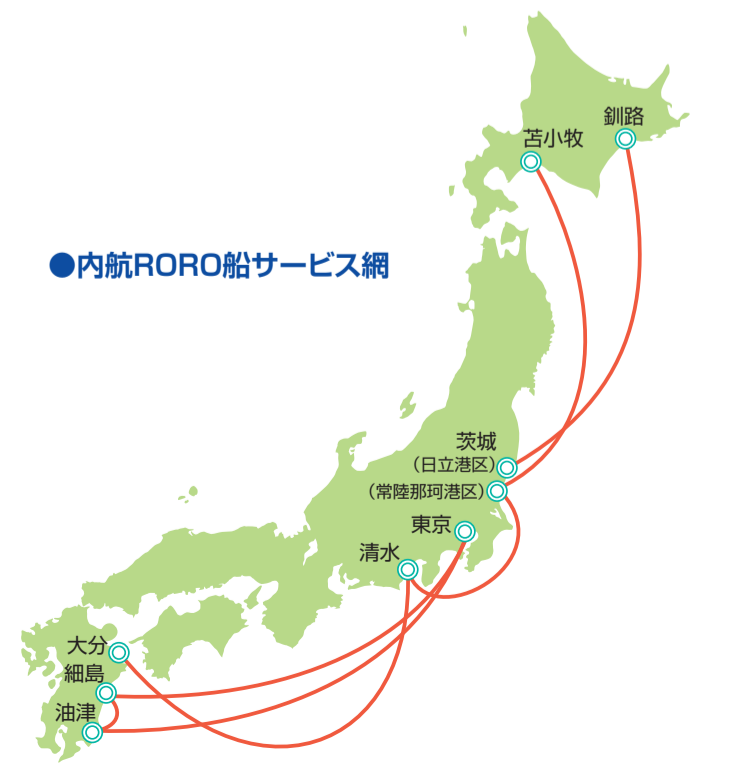 釧路
苫小牧
●内航RORO船サービス網
茨城
（日立港区）
（常陸那珂港区）
東京
清水
大分
細島
油津